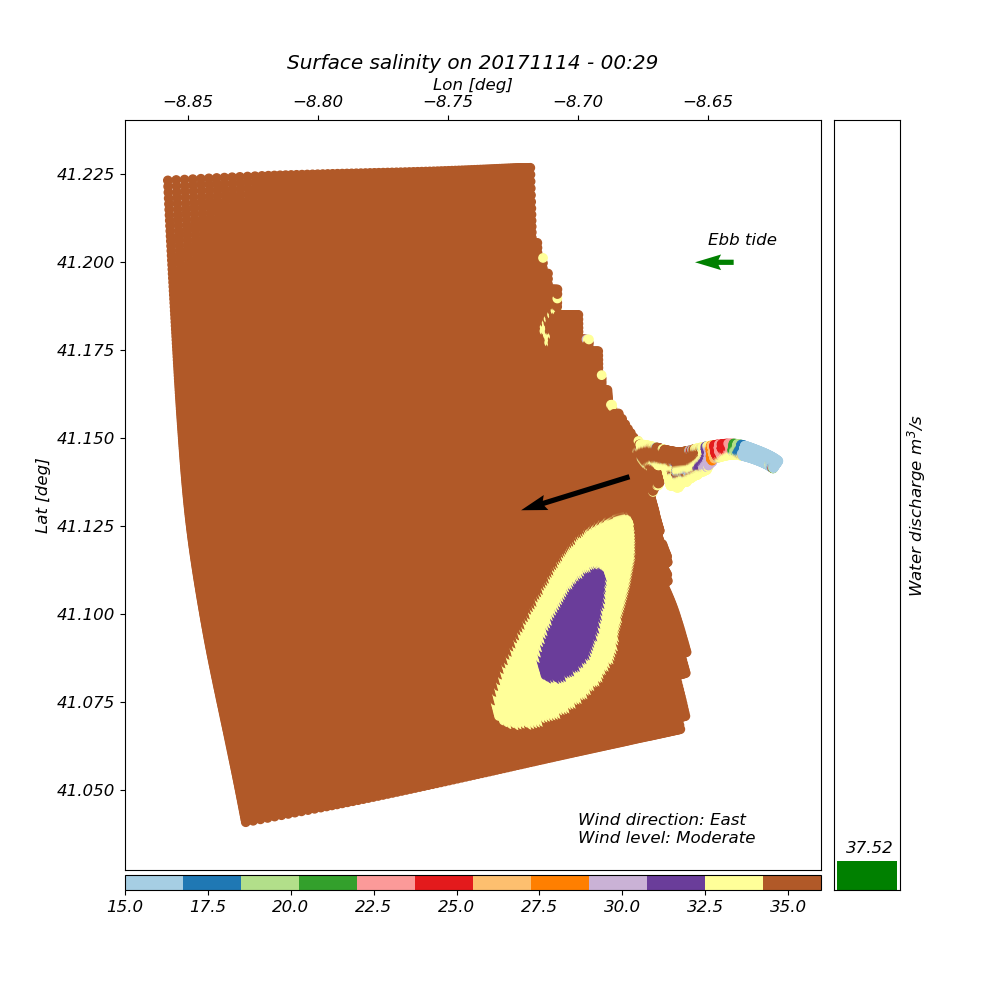 Surface salinity on 20171114 - 00:29
Lon [deg]
−8.85 −8.80 −8.75 −8.70 −8.65
41.225
41.200
41.175
41.150
41.125
41.100
41.075
41.050
Lat [deg]
Ebb tide
Wind direction: East
Wind level: Moderate
15.0 17.5 20.0 22.5 25.0 27.5 30.0 32.5 35.0
37.52
Water discharge m³/s